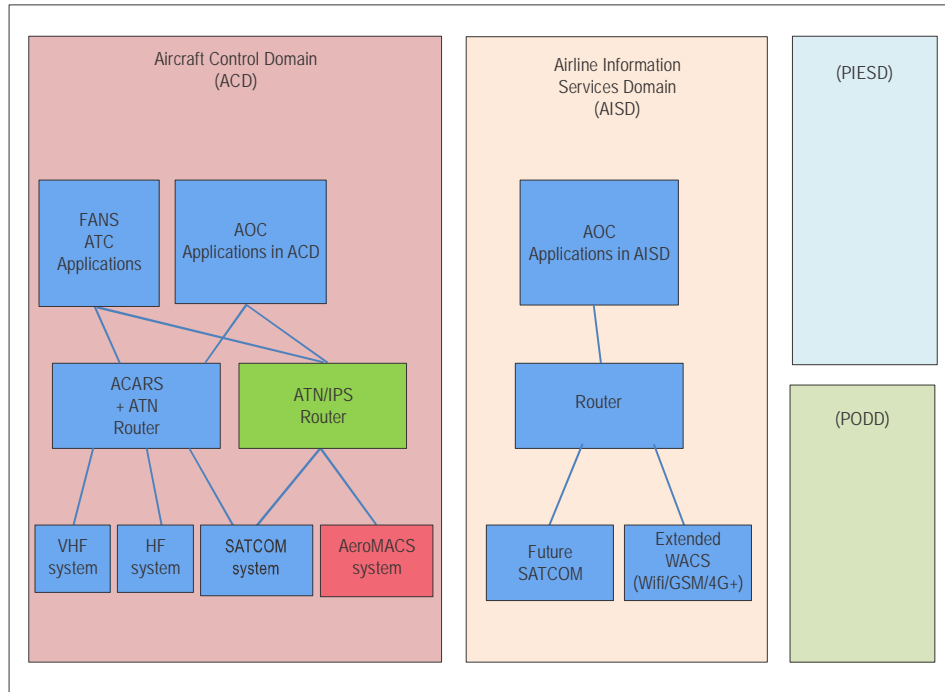 Aircraft Control Domain
(ACD)
Airline Information
Services Domain
(AISD)
(PIESD)
FANS
ATC
Applications
AOC
Applications in ACD
AOC
Applications in AISD
ACARS
+ ATN
Router
ATN/IPS
Router
Router
(PODD)
VHF
system
HF
system
SATCOM
system
AeroMACS
system
Future
SATCOM
Extended
WACS
(Wifi/GSM/4G+)